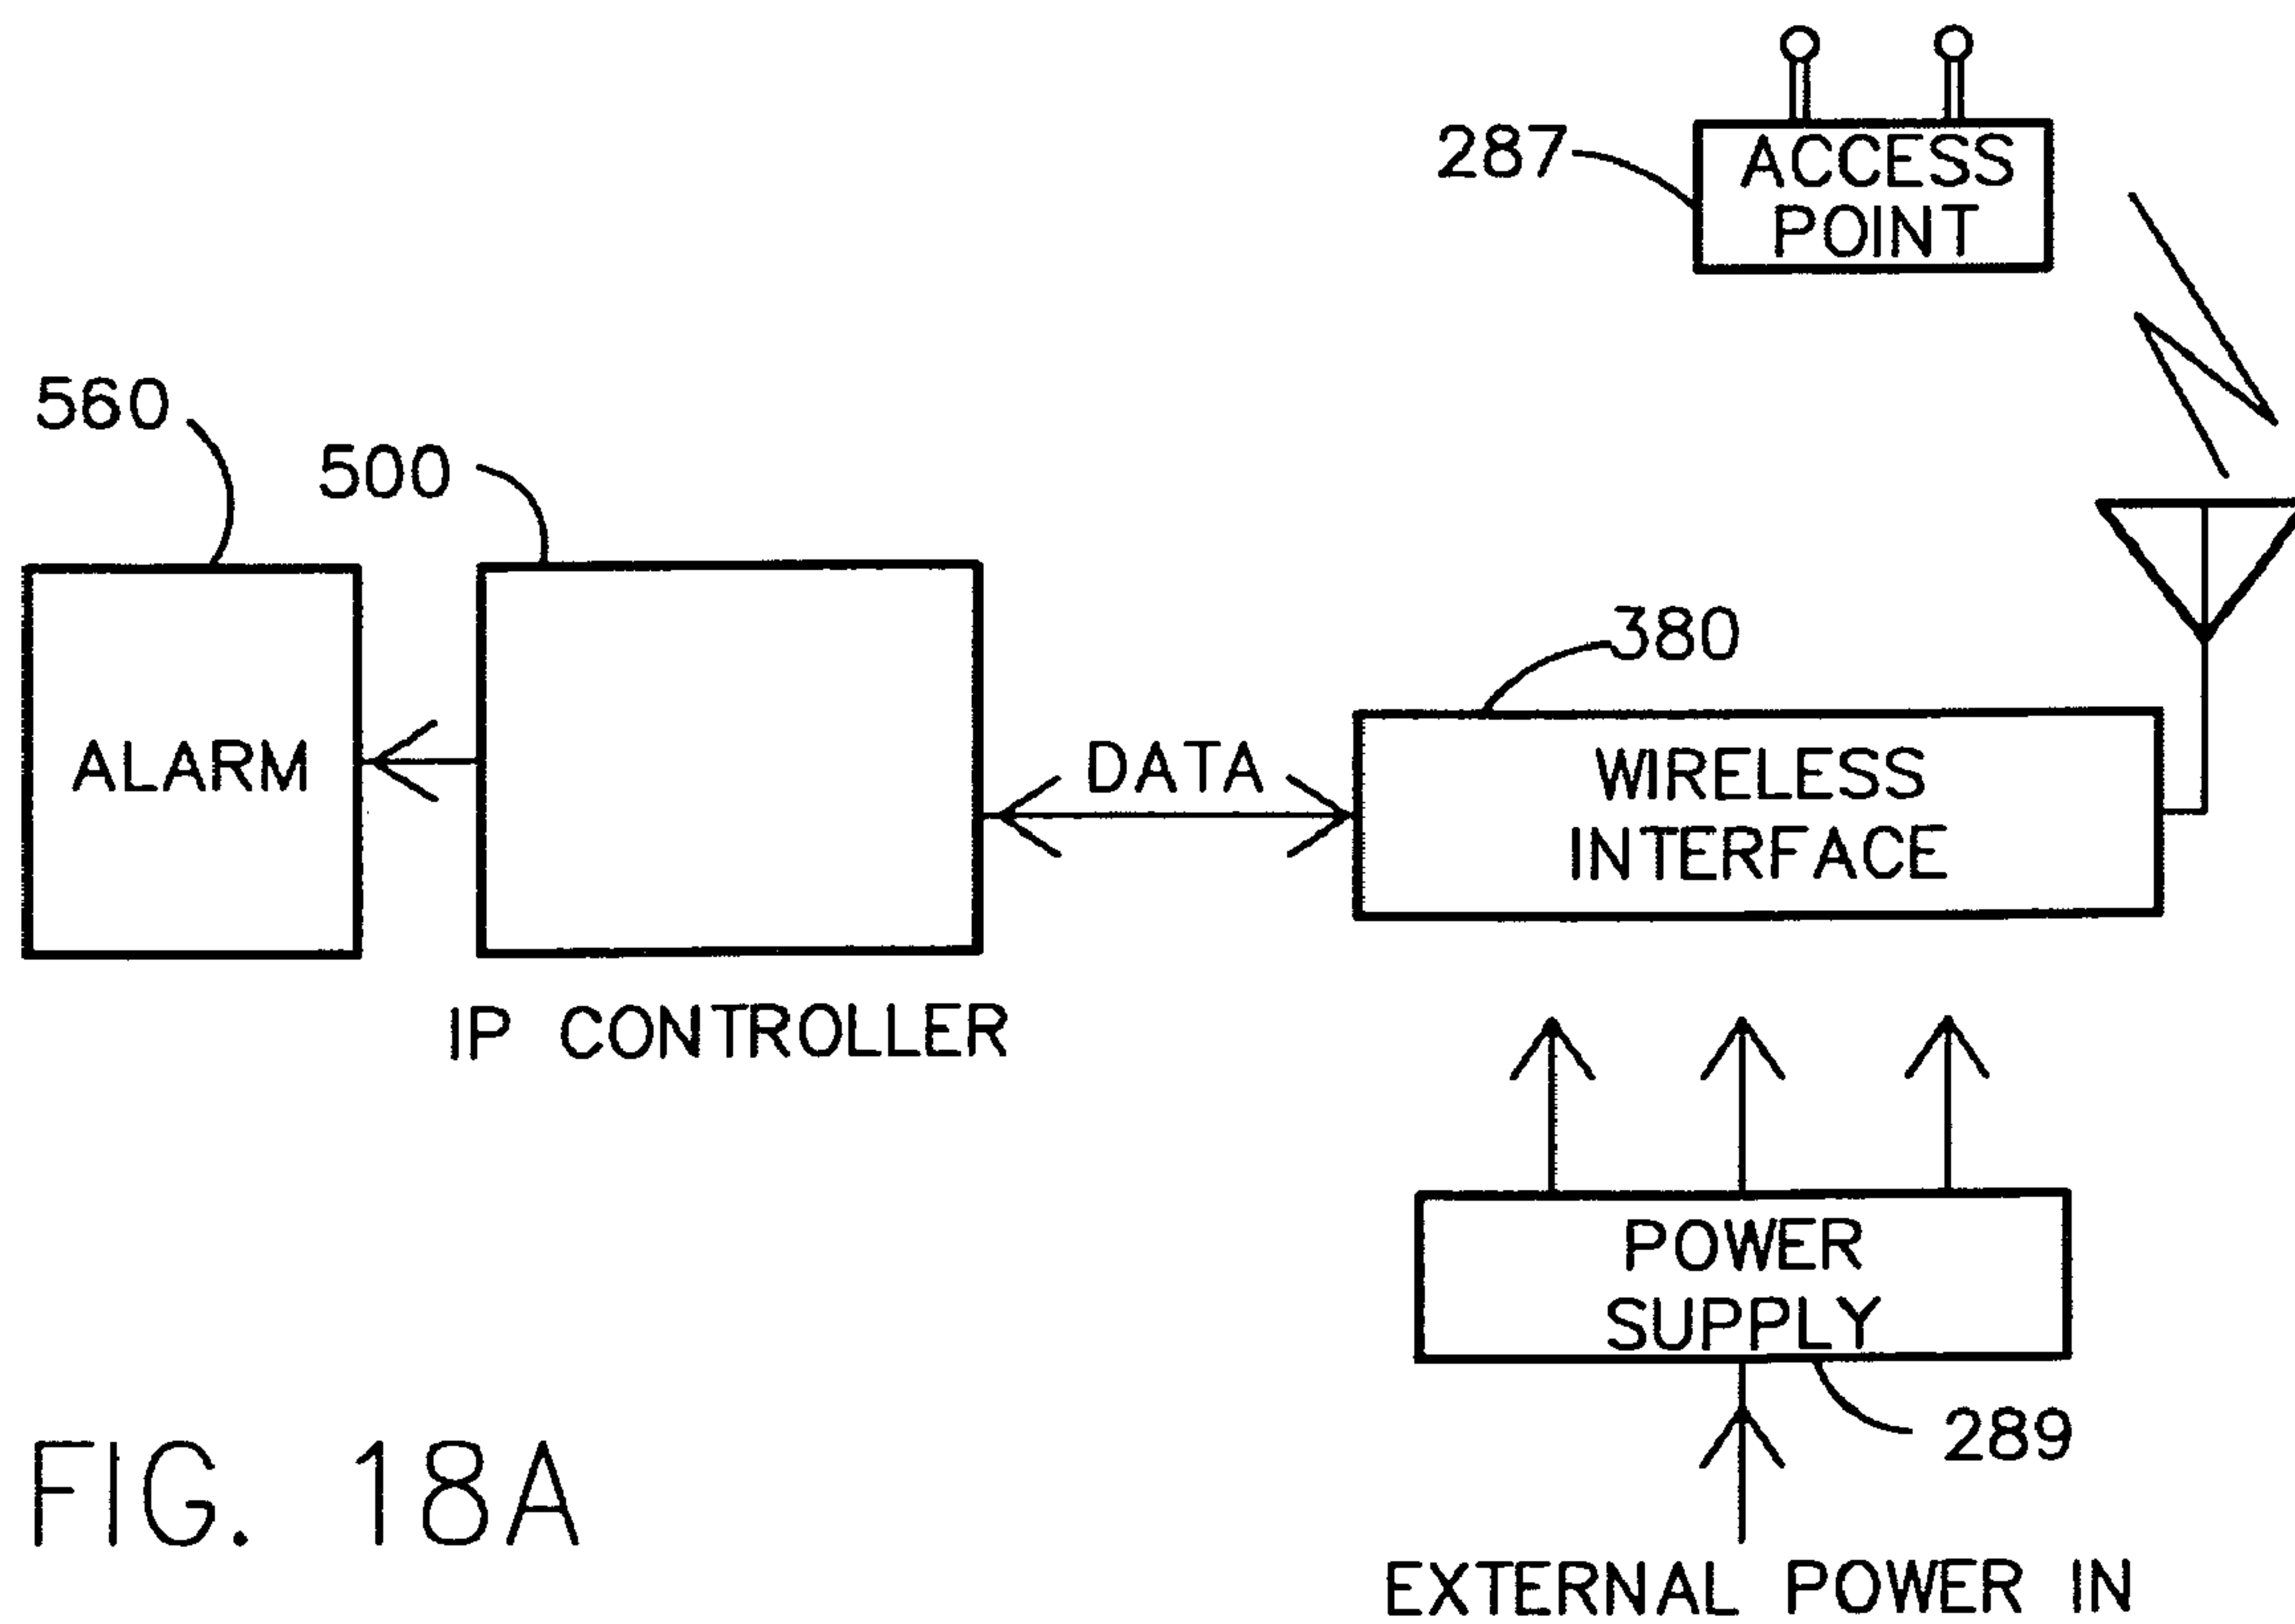 287
ACCESS
POINT
560
500
380
ALARM
DATA
WIRELESS
INTERFACE
IP CONTROLLER
POWER
SUPPLY
289
FIG. 18A
EXTERNAL POWER IN